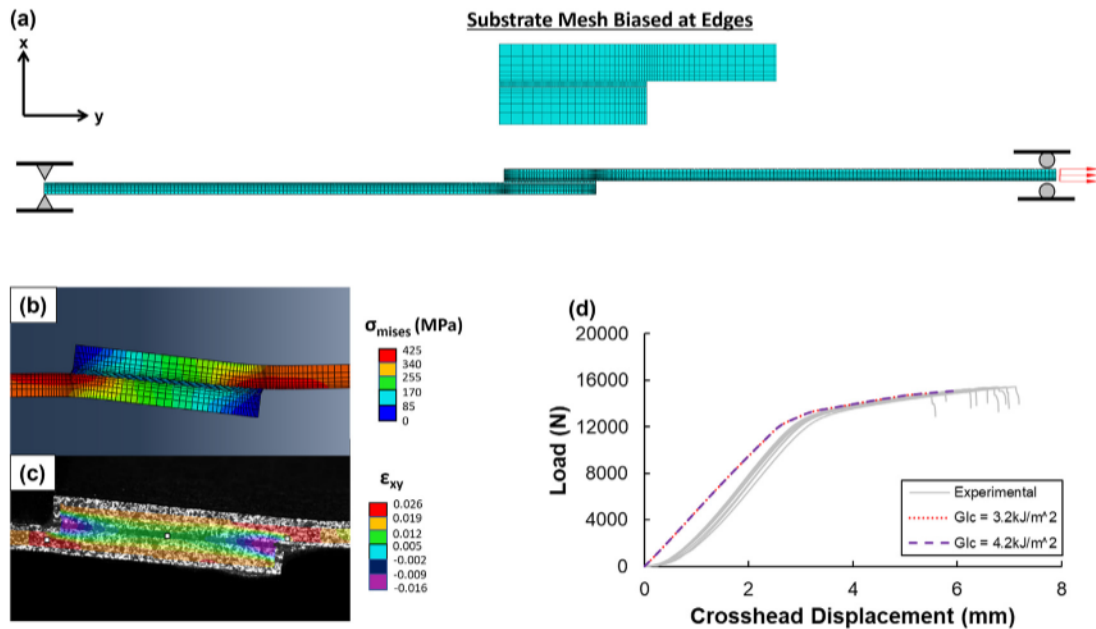 (a)
Substrate Mesh Biased at Edges
x
y
(b)
σmises (MPa)
425
340
255
170
85
0
(c)
εxy
0.026
0.019
0.012
0.005
-0.002
-0.009
-0.016
(d)
20000
16000
12000
8000
4000
0
Load (N)
Experimental
GIc = 3.2kJ/m^2
GIc = 4.2kJ/m^2
0 2 4 6 8
Crosshead Displacement (mm)